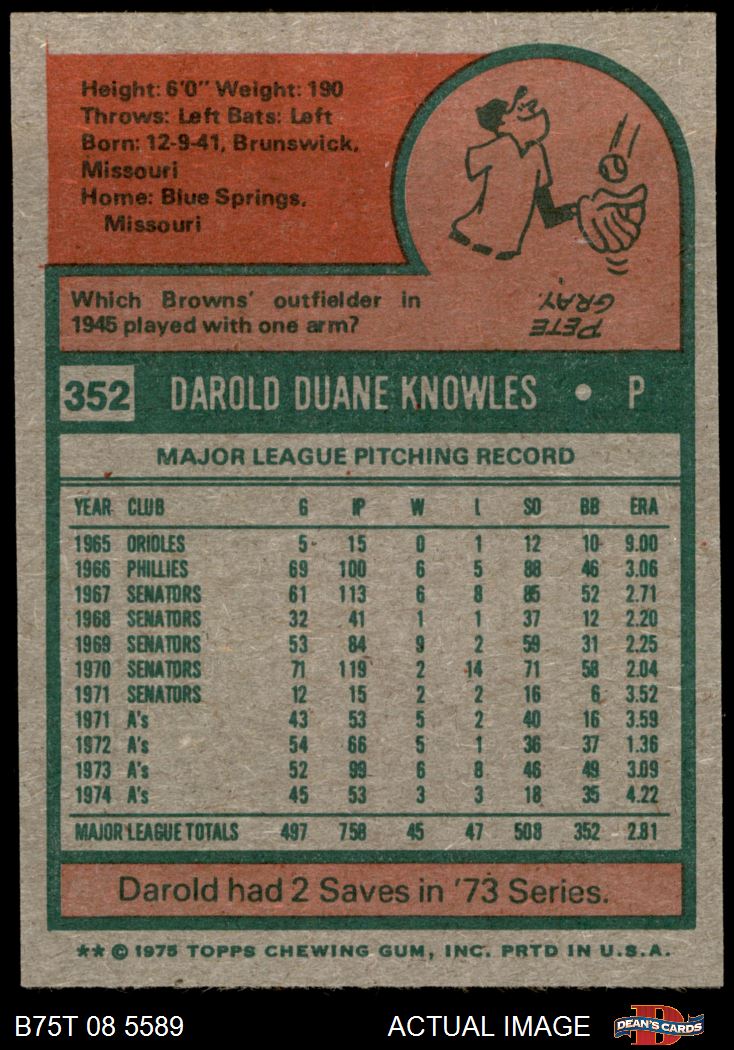 Height: 6'0" Weight: 190
Throws: Left Bats: Left
Born: 12-9-41, Brunswick,
Missouri
Home: Blue Springs,
Missouri
Which Browns' outfielder in
1945 played with one arm?
PETE
GRAY.
352 DAROLD DUANE KNOWLES • P
MAJOR LEAGUE PITCHING RECORD
YEAR CLUB G IP W L SO BB ERA
1965 ORIOLES 5 15 0 1 12 10 9.00
1966 PHILLIES 69 100 6 5 88 46 3.06
1967 SENATORS 61 113 6 8 85 52 2.71
1968 SENATORS 32 41 1 1 37 12 2.20
1969 SENATORS 53 84 9 2 59 31 2.25
1970 SENATORS 71 119 2 14 71 58 2.04
1971 SENATORS 12 15 2 2 16 6 3.52
1971 A's 43 53 5 2 40 16 3.59
1972 A's 54 66 5 1 36 37 1.36
1973 A's 52 99 6 8 46 49 3.09
1974 A's 45 53 3 3 18 35 4.22
MAJOR LEAGUE TOTALS 497 758 45 47 508 352 2.81
Darold had 2 Saves in '73 Series.
** © 1975 TOPPS CHEWING GUM, INC. PRTD IN U.S.A.
B75T 08 5589 ACTUAL IMAGE D DEAN'S CARDS